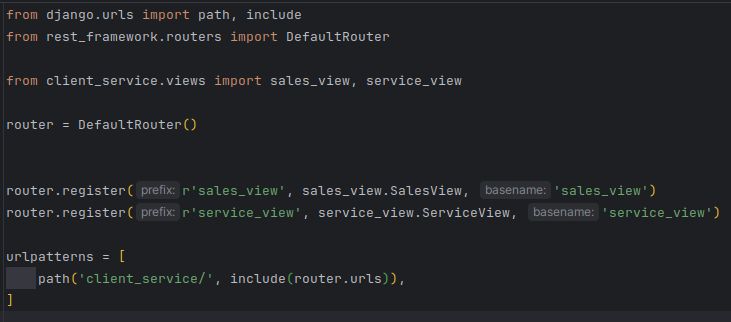 from django.urls import path, include
from rest_framework.routers import DefaultRouter
from client_service.views import sales_view, service_view
router = DefaultRouter()
router.register( prefix: r'sales_view', sales_view.SalesView, basename: 'sales_view')
router.register( prefix: r'service_view', service_view.ServiceView, basename: 'service_view')
urlpatterns = [
path('client_service/', include(router.urls)),
]